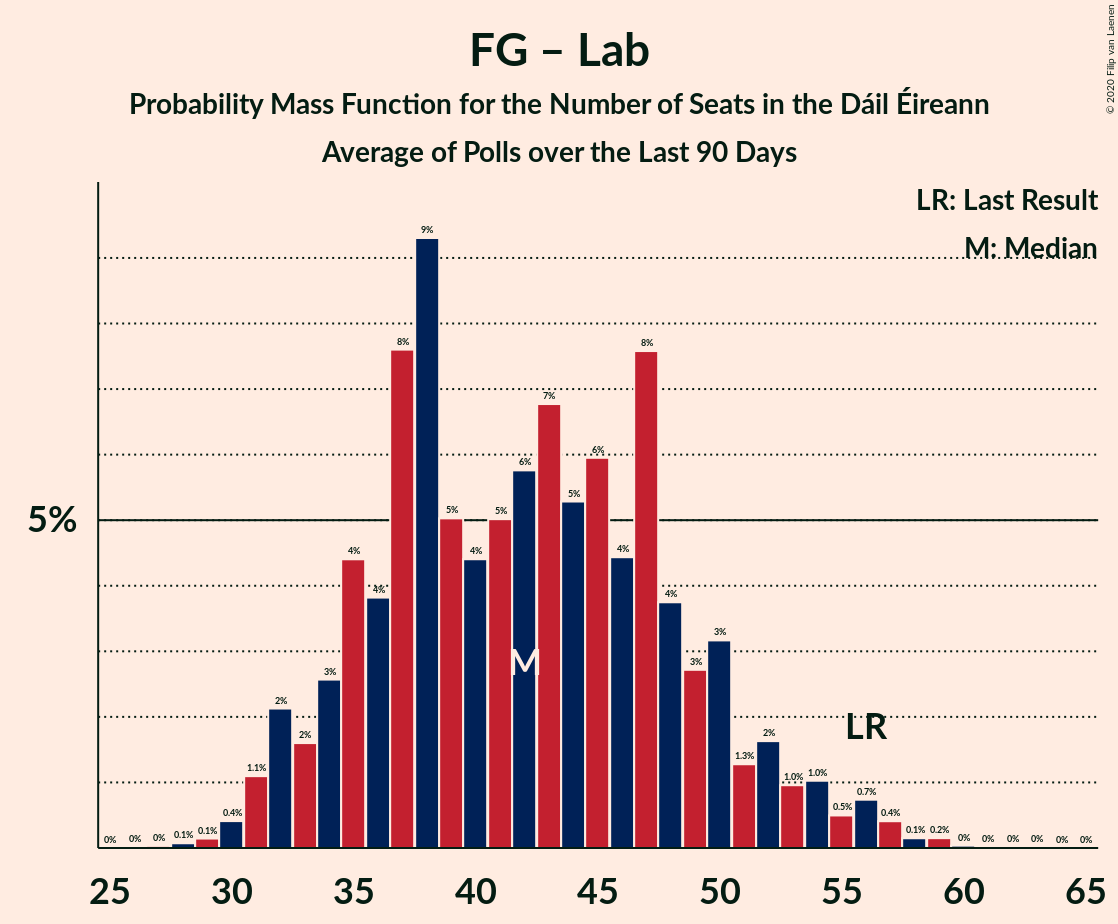 FG – Lab
Probability Mass Function for the Number of Seats in the Dáil Éireann
Average of Polls over the Last 90 Days
© 2020 Filip van Laenen
LR: Last Result
M: Median
5%
0% 0% 0% 0.1% 0.1% 0.4% 1.1% 2% 2% 3% 4% 4% 8% 9% 5% 4% 5% 6% 7% 5% 6% 4% 8% 4% 3% 3% 1.3% 2% 1.0% 1.0% 0.5% 0.7% 0.4% 0.1% 0.2% 0% 0% 0% 0% 0% 0%
M
LR
25 30 35 40 45 50 55 60 65